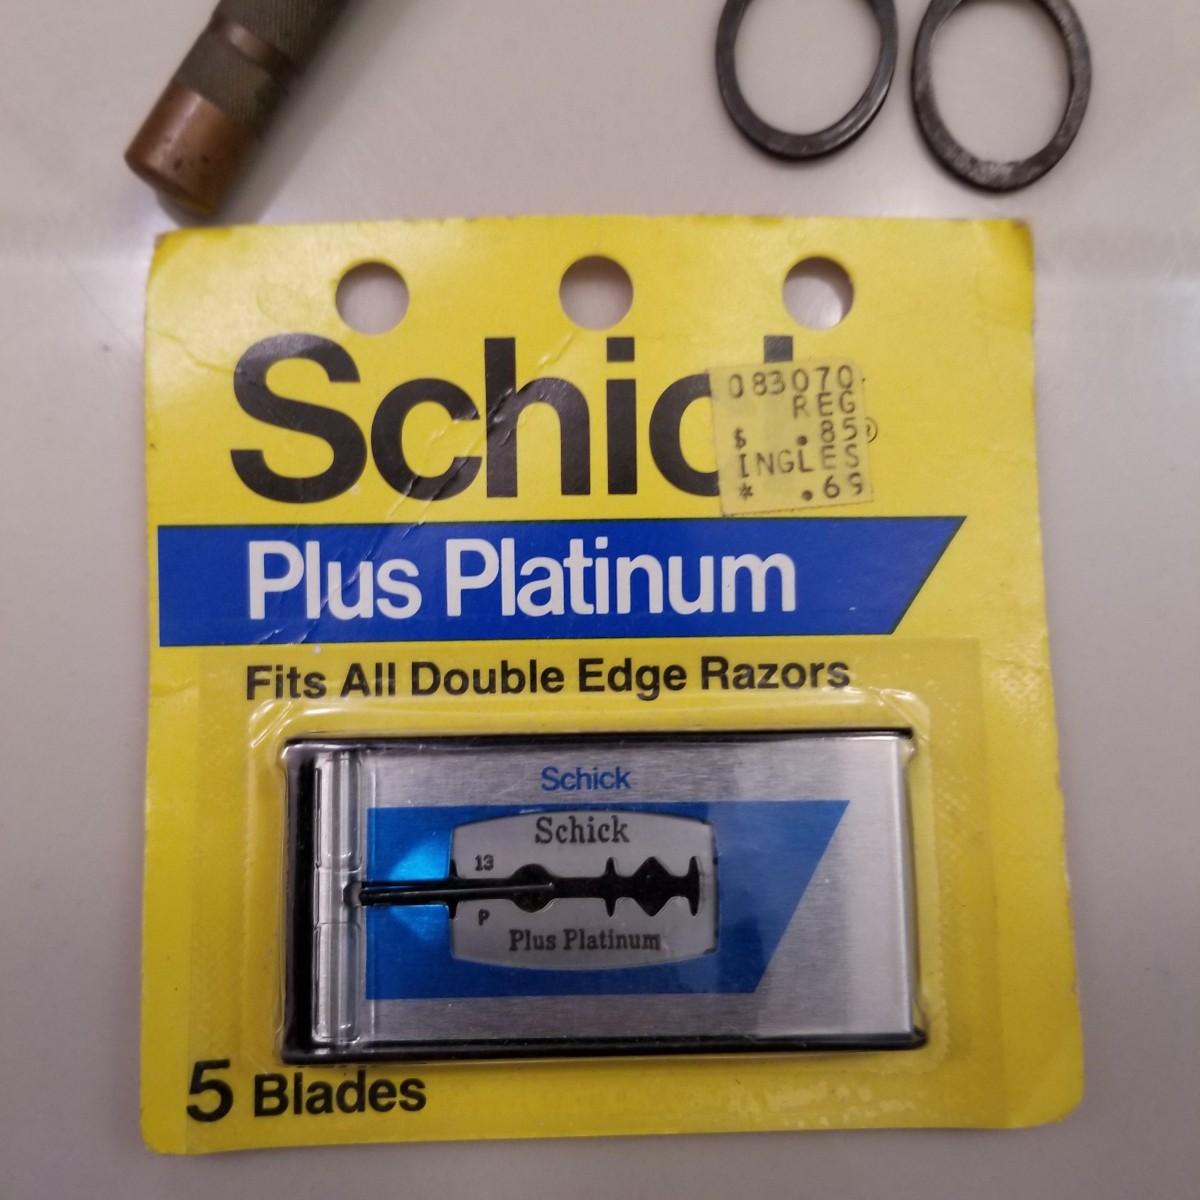 Schick
083070
REG
$ .85
INGLES
* .69
Plus Platinum
Fits All Double Edge Razors
Schick
Schick
13
P
Plus Platinum
5 Blades